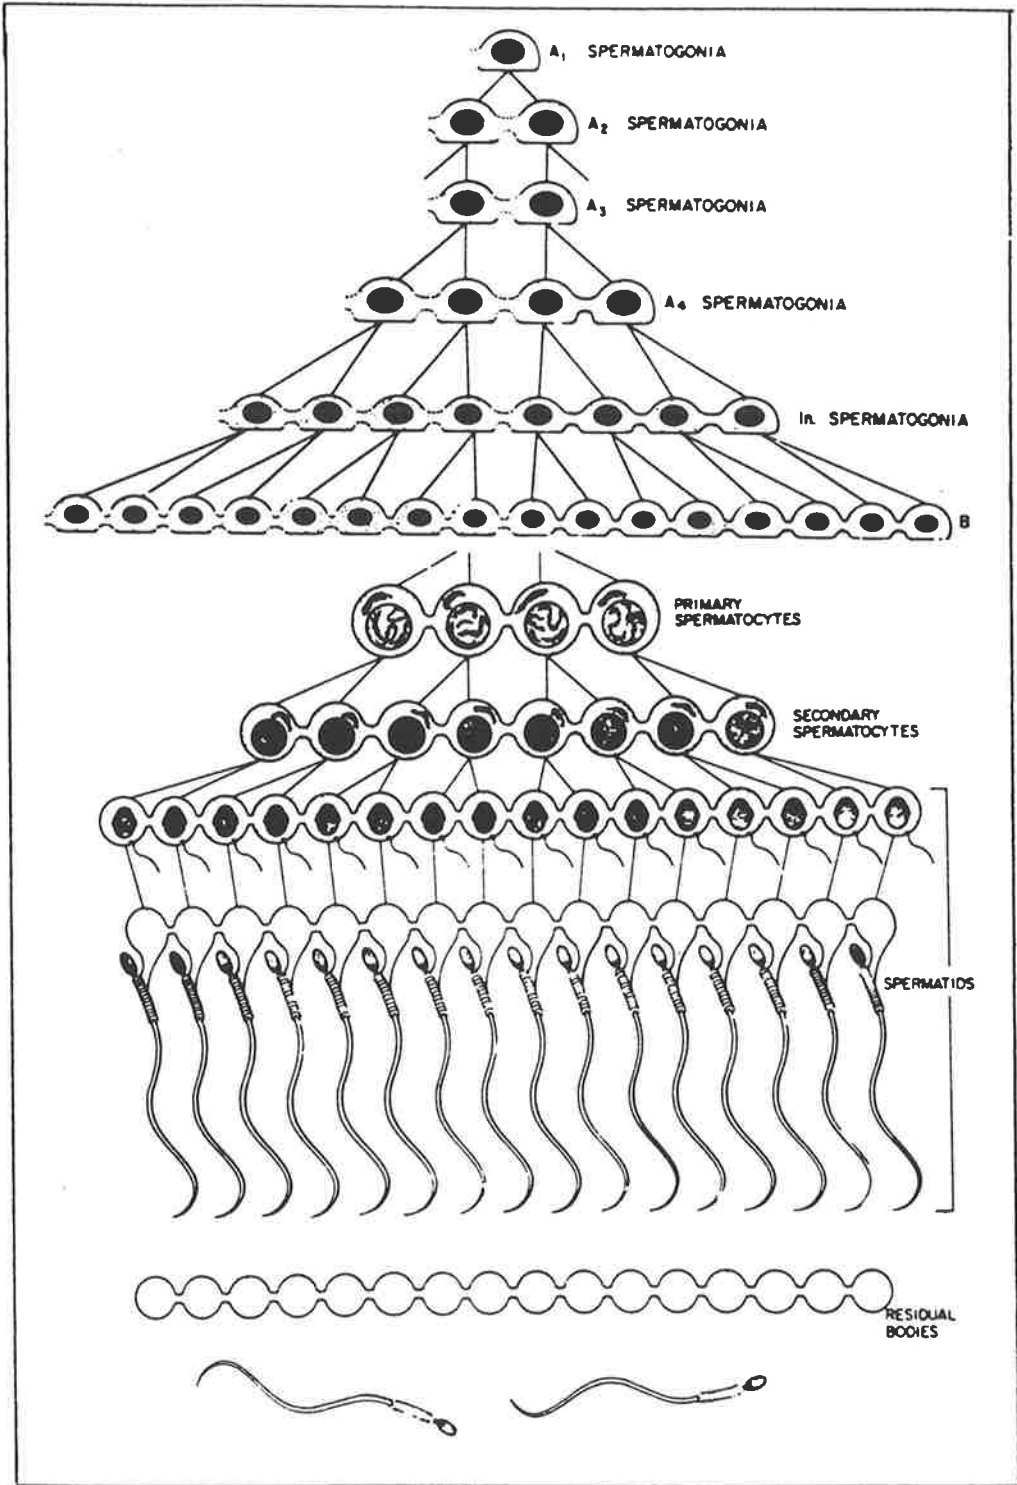 A₁ SPERMATOGONIA
A₂ SPERMATOGONIA
A₃ SPERMATOGONIA
A₄ SPERMATOGONIA
In. SPERMATOGONIA
B
PRIMARY
SPERMATOCYTES
SECONDARY
SPERMATOCYTES
SPERMATIDS
RESIDUAL
BODIES